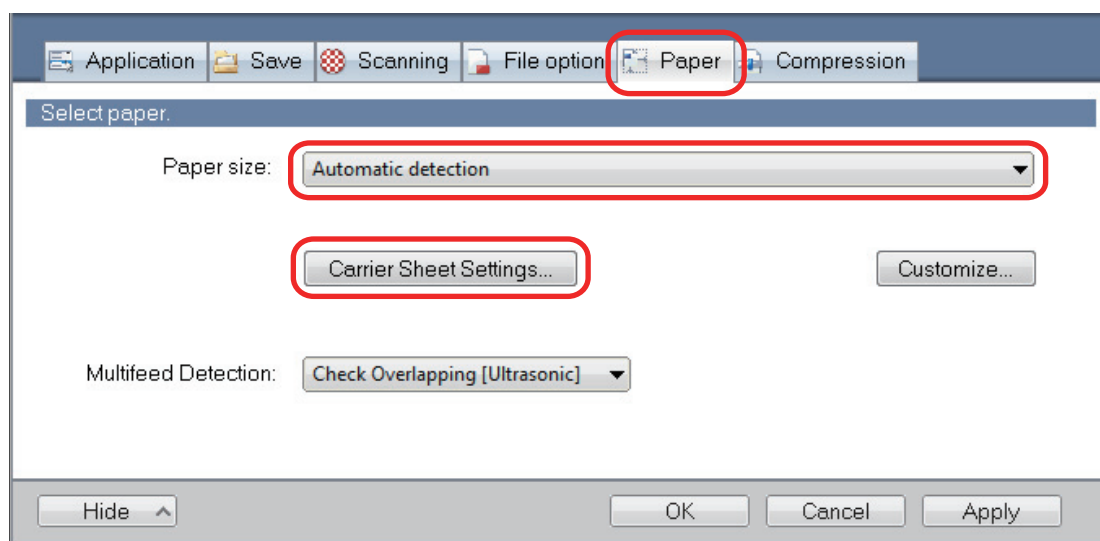 Application Save Scanning File option Paper Compression
Select paper.
Paper size: Automatic detection
Carrier Sheet Settings... Customize...
Multifeed Detection: Check Overlapping [Ultrasonic]
Hide OK Cancel Apply